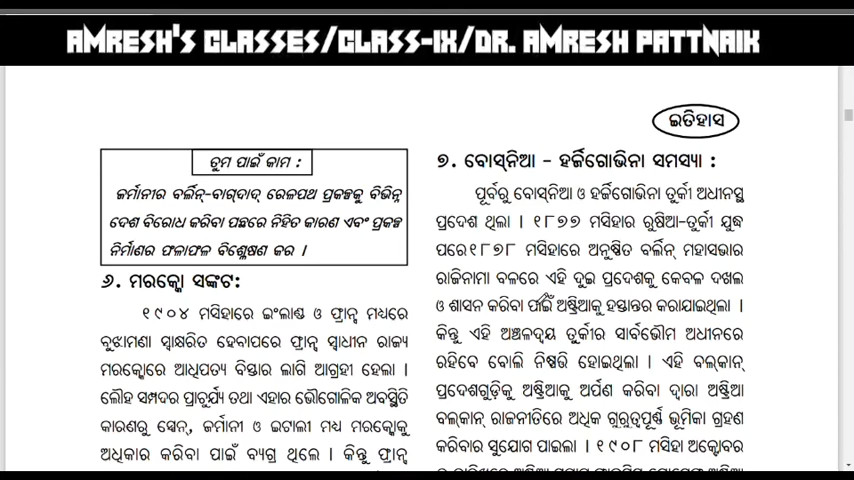 AMRESH'S CLASSES/CLASS-IX/DR. AMRESH PATTNAIK
ଇତିହାସ
ତୁମ ପାଇଁ କାମ :
ଜର୍ମାନୀର ବର୍ଲିନ୍-ବାଗ୍‌ଦାଦ୍ ରେଳପଥ ପ୍ରକଳ୍ପକୁ ବିଭିନ୍ନ
ଦେଶ ବିରୋଧ କରିବା ପଛରେ ନିହିତ କାରଣ ଏବଂ ପ୍ରକଳ୍ପ
ନିର୍ମାଣର ଫଳାଫଳ ବିଶ୍ଳେଷଣ କର ।
୬. ମରକ୍କୋ ସଙ୍କଟ:
୧୯୦୪ ମସିହାରେ ଇଂଲାଣ୍ଡ ଓ ଫ୍ରାନ୍ସ ମଧ୍ୟରେ
ବୁଝାମଣା ସ୍ୱାକ୍ଷରିତ ହେବାପରେ ଫ୍ରାନ୍ସ ସ୍ୱାଧୀନ ରାଜ୍ୟ
ମରକ୍କୋରେ ଆଧିପତ୍ୟ ବିସ୍ତାର ଲାଗି ଆଗ୍ରହୀ ହେଲା ।
ଲୌହ ସମ୍ପଦର ପ୍ରାଚୁର୍ଯ୍ୟ ତଥା ଏହାର ଭୌଗୋଳିକ ଅବସ୍ଥିତି
କାରଣରୁ ସ୍ପେନ୍, ଜର୍ମାନୀ ଓ ଇଟାଲୀ ମଧ୍ୟ ମରକ୍କୋକୁ
ଅଧିକାର କରିବା ପାଇଁ ବ୍ୟଗ୍ର ଥିଲେ । କିନ୍ତୁ ଫ୍ରାନ୍ସ
୭. ବୋସ୍‌ନିଆ - ହର୍ଜିଗୋଭିନା ସମସ୍ୟା :
ପୂର୍ବରୁ ବୋସ୍‌ନିଆ ଓ ହର୍ଜିଗୋଭିନା ତୁର୍କୀ ଅଧୀନସ୍ଥ
ପ୍ରଦେଶ ଥିଲା । ୧୮୭୭ ମସିହାର ରୁଷିଆ-ତୁର୍କୀ ଯୁଦ୍ଧ
ପରେ ୧୮୭୮ ମସିହାରେ ଅନୁଷ୍ଠିତ ବର୍ଲିନ୍ ମହାସଭାର
ରାଜିନାମା ବଳରେ ଏହି ଦୁଇ ପ୍ରଦେଶକୁ କେବଳ ଦଖଲ
ଓ ଶାସନ କରିବା ପାଇଁ ଅଷ୍ଟ୍ରିଆକୁ ହସ୍ତାନ୍ତର କରାଯାଇଥିଲା ।
କିନ୍ତୁ ଏହି ଅଞ୍ଚଳଦ୍ୱୟ ତୁର୍କୀର ସାର୍ବଭୌମ ଅଧୀନରେ
ରହିବେ ବୋଲି ନିଷ୍ପତ୍ତି ହୋଇଥିଲା । ଏହି ବଲ୍‌କାନ୍
ପ୍ରଦେଶଗୁଡ଼ିକୁ ଅଷ୍ଟ୍ରିଆକୁ ଅର୍ପଣ କରିବା ଦ୍ୱାରା ଅଷ୍ଟ୍ରିଆ
ବଲ୍‌କାନ୍ ରାଜନୀତିରେ ଅଧିକ ଗୁରୁତ୍ୱପୂର୍ଣ୍ଣ ଭୂମିକା ଗ୍ରହଣ
କରିବାର ସୁଯୋଗ ପାଇଲା । ୧୯୦୮ ମସିହା ଅକ୍ଟୋବର